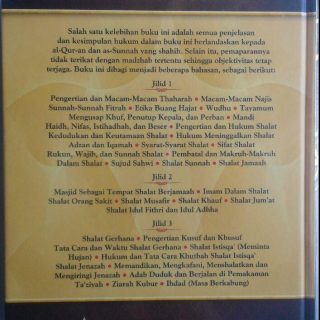 Salah satu kelebihan buku ini adalah semua penjelasan
dan kesimpulan hukum dalam buku ini berlandaskan kepada
al-Qur-an dan as-Sunnah yang shahih. Selain itu, pemaparannya
tidak terikat dengan madzhab tertentu sehingga objektivitas tetap
terjaga. Buku ini dibagi menjadi beberapa bahasan, sebagai berikut:
Jilid 1
Pengertian dan Macam-Macam Thaharah • Macam-Macam Najis
Sunnah-Sunnah Fitrah • Etika Buang Hajat • Wudhu • Tayamum
Mengusap Khuf, Penutup Kepala, dan Perban • Mandi
Haidh, Nifas, Istihadhah, dan Beser • Pengertian dan Hukum Shalat
Kedudukan dan Keutamaan Shalat • Hukum Meninggalkan Shalat
Adzan dan Iqamah • Syarat-Syarat Shalat • Sifat Shalat
Rukun, Wajib, dan Sunnah Shalat • Pembatal dan Makruh-Makruh
Dalam Shalat • Sujud Sahwi • Shalat Sunnah • Shalat Jamaah
Jilid 2
Masjid Sebagai Tempat Shalat Berjamaah • Imam Dalam Shalat
Shalat Orang Sakit • Shalat Musafir • Shalat Khauf • Shalat Jum'at
Shalat Idul Fithri dan Idul Adhha
Jilid 3
Shalat Gerhana • Pengertian Kusuf dan Khusuf
Tata Cara dan Waktu Shalat Gerhana • Shalat Istisqa' (Meminta
Hujan) • Hukum dan Tata Cara Khutbah Shalat Istisqa'
Shalat Jenazah • Memandikan, Mengkafani, Menshalatkan dan
Mengiringi Jenazah • Adab Duduk dan Berjalan di Pemakaman
Ta'ziyah • Ziarah Kubur • Ihdad (Masa Berkabung)